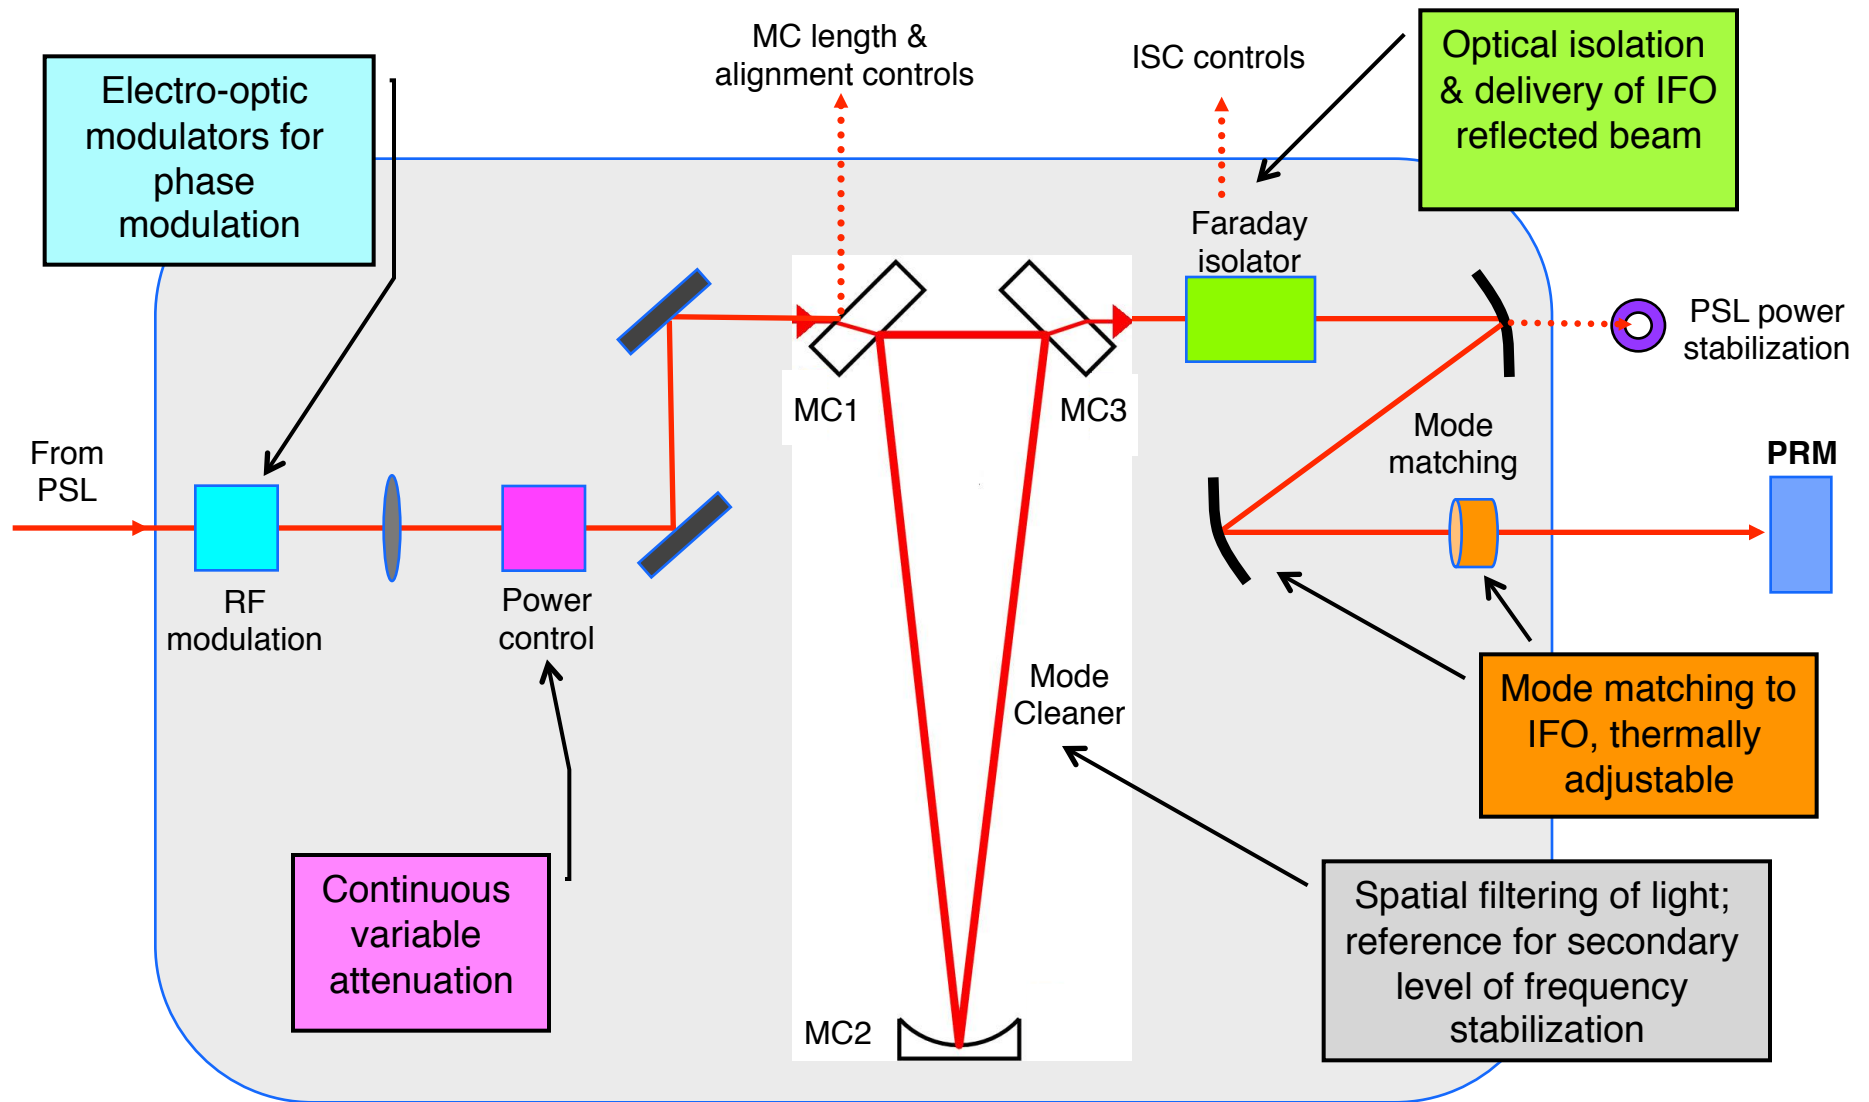 MC length &
alignment controls
ISC controls
Optical isolation
& delivery of IFO
reflected beam
Electro-optic
modulators for
phase
modulation
Faraday
isolator
PSL power
stabilization
MC1
MC3
Mode
matching
PRM
From
PSL
RF
modulation
Power
control
Mode
Cleaner
Mode matching to
IFO, thermally
adjustable
Continuous
variable
attenuation
Spatial filtering of light;
reference for secondary
level of frequency
stabilization
MC2